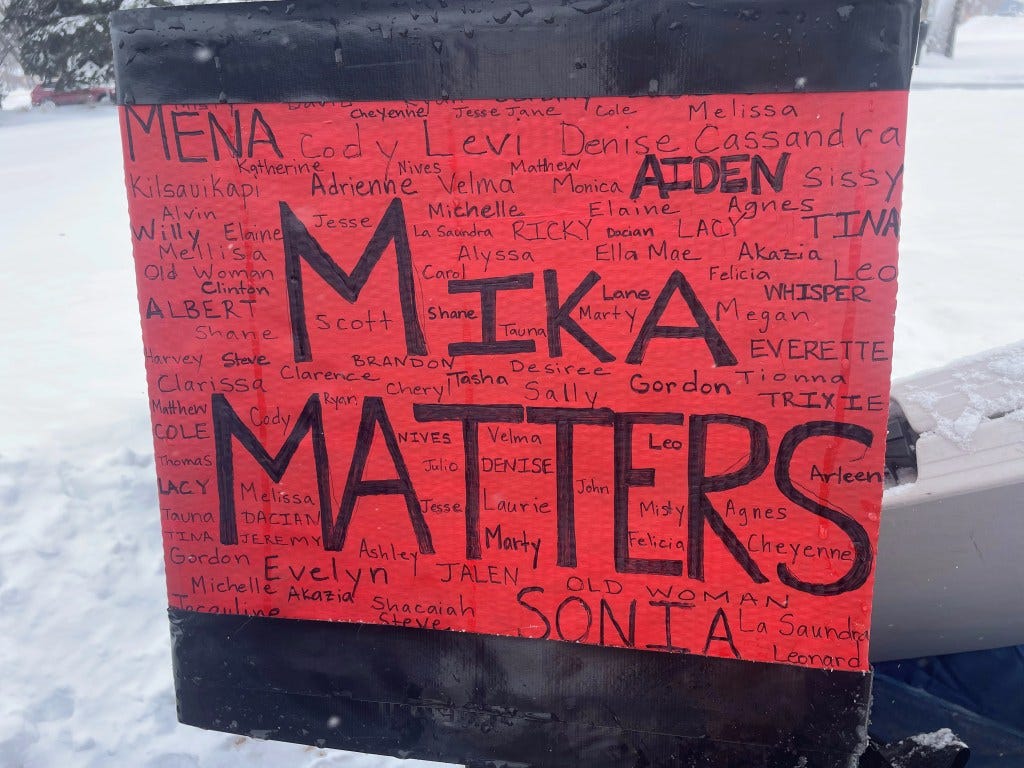 Cheyenne Jesse Jane Cole Melissa
MENA Cody Levi Denise Cassandra
Katherine Nives Mathew
Kilsauikapi Adrienne Velma Monica AIDEN Sissy
Alvin Jesse Michelle Elaine Agnes
Willy Elaine La Saundra RICKY Dacian LACY TINA
Mellisa Alyssa Ella Mae Akazia
Old Woman Carol Felicia Leo
Clinton Lane WHISPER
ALBERT Shane Marty Megan
Shane Scott Tauna
MIKA
EVERETTE
Harvey Steve BRANDON Desiree
Clarissa Clarence Cheryl Tasha Sally Gordon Tionna
Matthew Ryan TRIXIE
COLE Cody NIVES Velma Leo
Thomas Julio DENISE Arleen
MATTERS
LACY Melissa John
Tauna DACIAN Jesse Laurie Misty Agnes
TINA JEREMY Marty Felicia Cheyenne
Gordon Evelyn Ashley JALEN
Michelle Akazia OLD WOMAN
Jacquline Shacaiah SONIA La Saundra
Steve Leonard